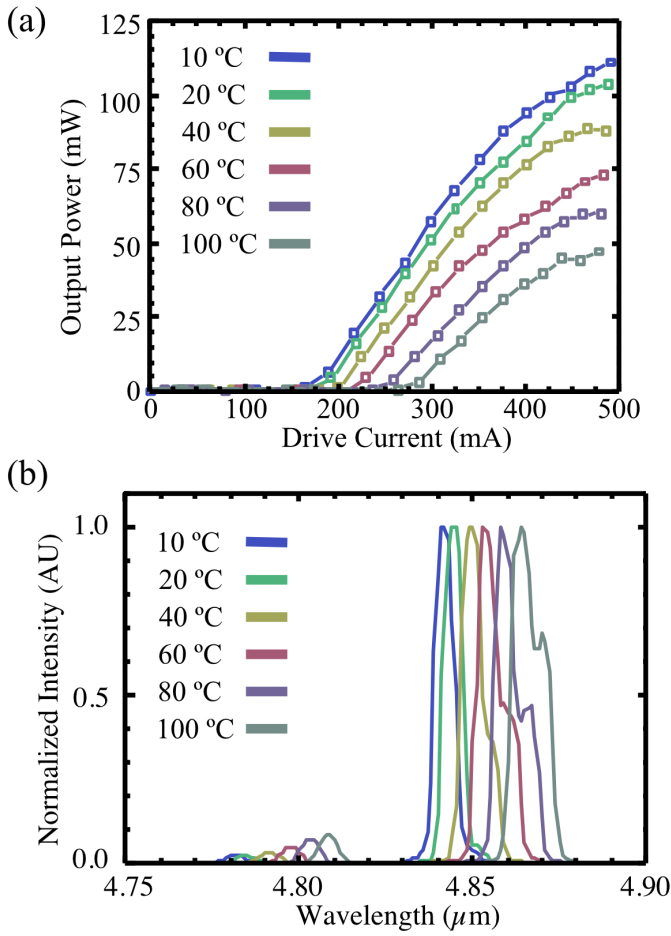 (a)
125
100
75
50
25
0
Output Power (mW)
10 ºC
20 ºC
40 ºC
60 ºC
80 ºC
100 ºC
0 100 200 300 400 500
Drive Current (mA)
(b)
1.0
0.5
0.0
Normalized Intensity (AU)
10 ºC
20 ºC
40 ºC
60 ºC
80 ºC
100 ºC
4.75 4.80 4.85 4.90
Wavelength (μm)